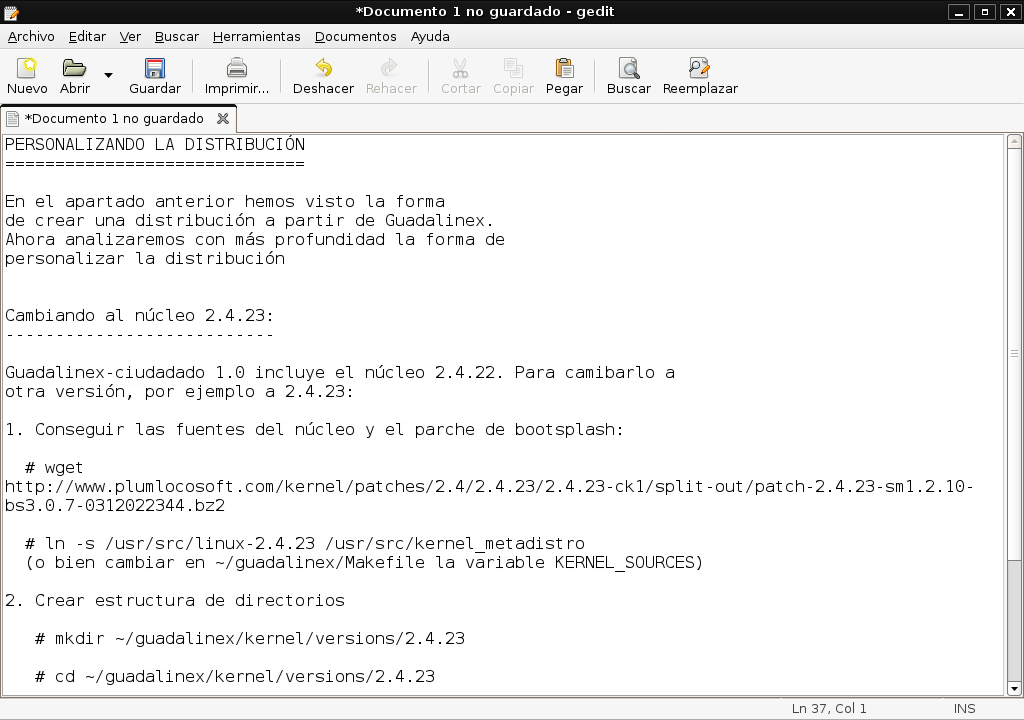 *Documento 1 no guardado - gedit
Archivo Editar Ver Buscar Herramientas Documentos Ayuda
Nuevo Abrir Guardar Imprimir... Deshacer Rehacer Cortar Copiar Pegar Buscar Reemplazar
*Documento 1 no guardado
PERSONALIZANDO LA DISTRIBUCIÓN
==============================
En el apartado anterior hemos visto la forma
de crear una distribución a partir de Guadalinex.
Ahora analizaremos con más profundidad la forma de
personalizar la distribución
Cambiando al núcleo 2.4.23:
---------------------------
Guadalinex-ciudadado 1.0 incluye el núcleo 2.4.22. Para camibarlo a
otra versión, por ejemplo a 2.4.23:
1. Conseguir las fuentes del núcleo y el parche de bootsplash:
# wget
http://www.plumlocosoft.com/kernel/patches/2.4/2.4.23/2.4.23-ck1/split-out/patch-2.4.23-sm1.2.10-
bs3.0.7-0312022344.bz2
# ln -s /usr/src/linux-2.4.23 /usr/src/kernel_metadistro
(o bien cambiar en ~/guadalinex/Makefile la variable KERNEL_SOURCES)
2. Crear estructura de directorios
# mkdir ~/guadalinex/kernel/versions/2.4.23
# cd ~/guadalinex/kernel/versions/2.4.23
Ln 37, Col 1 INS